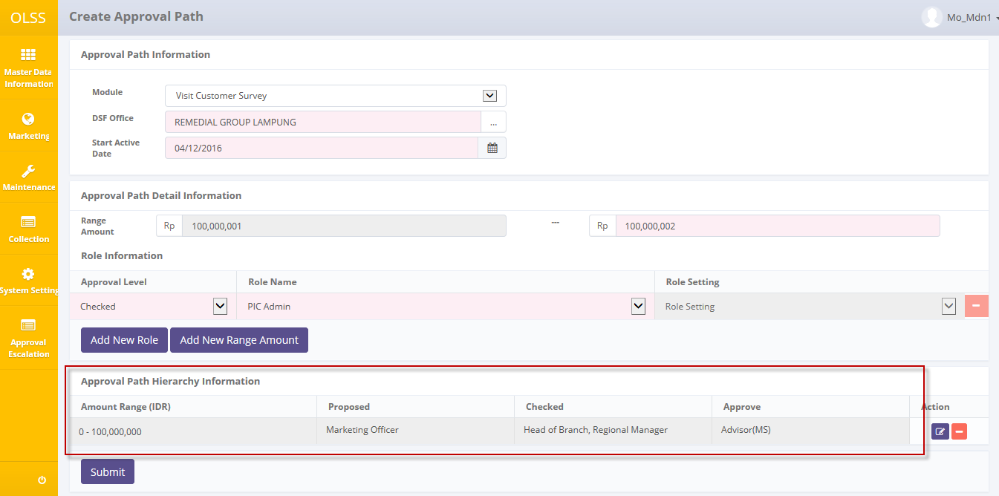 OLSS
Create Approval Path
Mo_Mdn1
Master Data
Information
Marketing
Maintenance
Collection
System Setting
Approval
Escalation
Approval Path Information
Module
Visit Customer Survey
DSF Office
REMEDIAL GROUP LAMPUNG
...
Start Active
Date
04/12/2016
Approval Path Detail Information
Range
Amount
Rp 100,000,001 --- Rp 100,000,002
Role Information
Approval Level Role Name Role Setting
Checked PIC Admin Role Setting
Add New Role Add New Range Amount
Approval Path Hierarchy Information
Amount Range (IDR) Proposed Checked Approve Action
0 - 100,000,000 Marketing Officer Head of Branch, Regional Manager Advisor(MS)
Submit